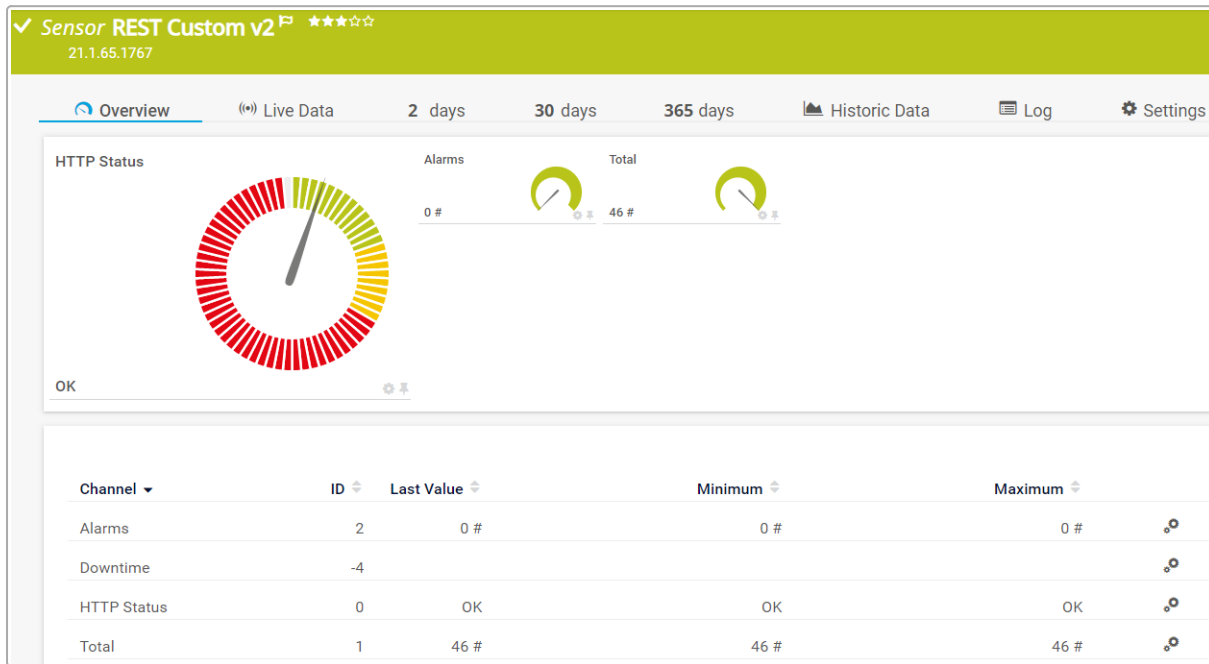 Sensor REST Custom v2
21.1.65.1767
Overview Live Data 2 days 30 days 365 days Historic Data Log Settings
HTTP Status Alarms Total
0 # 46 #
OK
Channel ID Last Value Minimum Maximum
Alarms 2 0 # 0 # 0 #
Downtime -4
HTTP Status 0 OK OK OK
Total 1 46 # 46 # 46 #